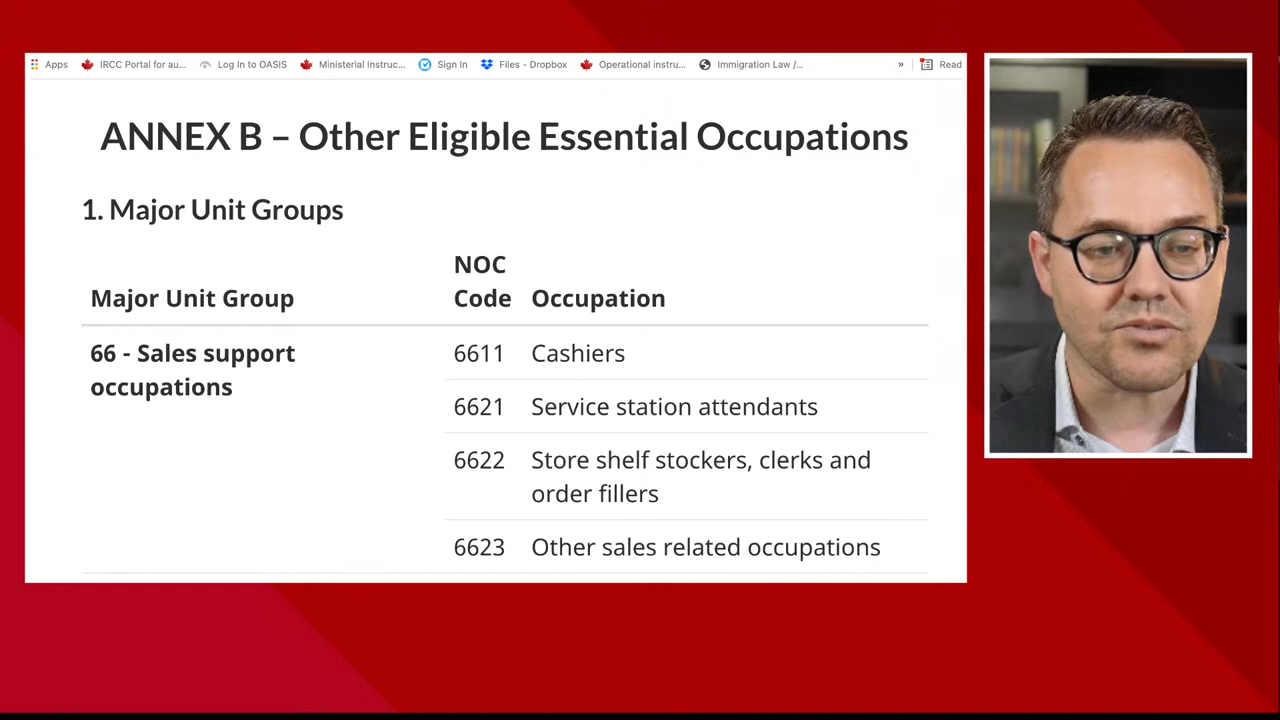 Apps IRCC Portal for au... Log In to OASIS Ministerial Instruc... Sign In Files - Dropbox Operational instru... Immigration Law /... » Read
ANNEX B – Other Eligible Essential Occupations
1. Major Unit Groups
NOC
Major Unit Group Code Occupation
66 - Sales support 6611 Cashiers
occupations
6621 Service station attendants
6622 Store shelf stockers, clerks and
order fillers
6623 Other sales related occupations